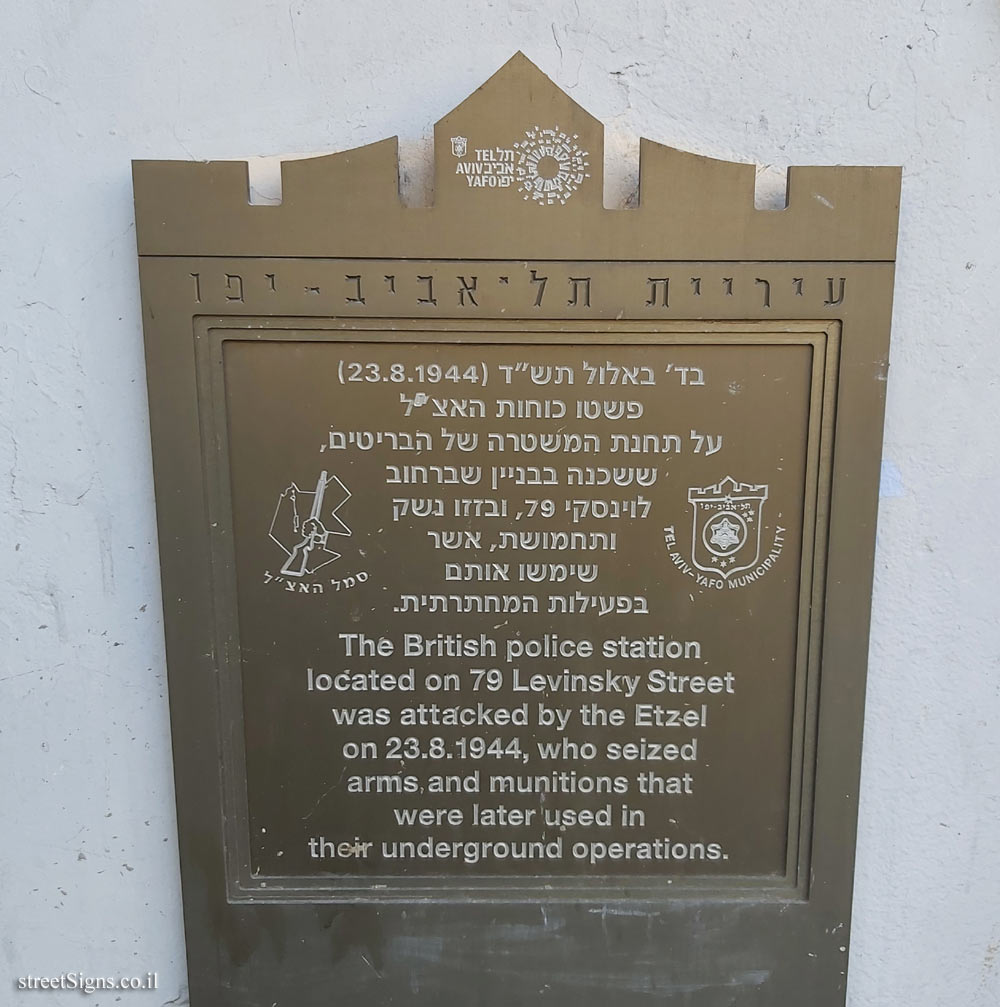 תל
TEL
אביב
AVIV
יפו
YAFO
עיריית תל־אביב - יפו
בד׳ באלול תש״ד (23.8.1944)
פשטו כוחות האצ״ל
על תחנת המשטרה של הבריטים,
ששכנה בבניין שברחוב
לוינסקי 79, ובזזו נשק
ותחמושת, אשר
שימשו אותם
בפעילות המחתרתית.
סמל האצ״ל
תל-אביב-יפו
TEL AVIV-YAFO MUNICIPALITY
The British police station
located on 79 Levinsky Street
was attacked by the Etzel
on 23.8.1944, who seized
arms and munitions that
were later used in
their underground operations.
streetSigns.co.il